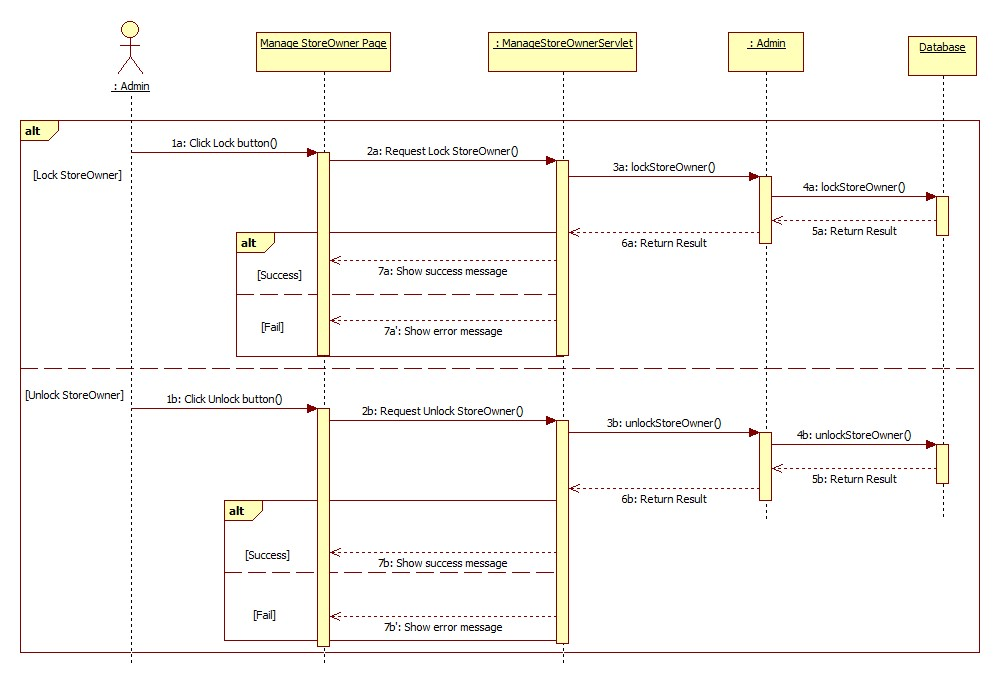 : Admin
Manage StoreOwner Page
: ManageStoreOwnerServlet
: Admin
Database
alt
1a: Click Lock button()
2a: Request Lock StoreOwner()
[Lock StoreOwner]
3a: lockStoreOwner()
4a: lockStoreOwner()
5a: Return Result
6a: Return Result
alt
[Success]
7a: Show success message
[Fail]
7a': Show error message
[Unlock StoreOwner]
1b: Click Unlock button()
2b: Request Unlock StoreOwner()
3b: unlockStoreOwner()
4b: unlockStoreOwner()
5b: Return Result
6b: Return Result
alt
[Success]
7b: Show success message
[Fail]
7b': Show error message